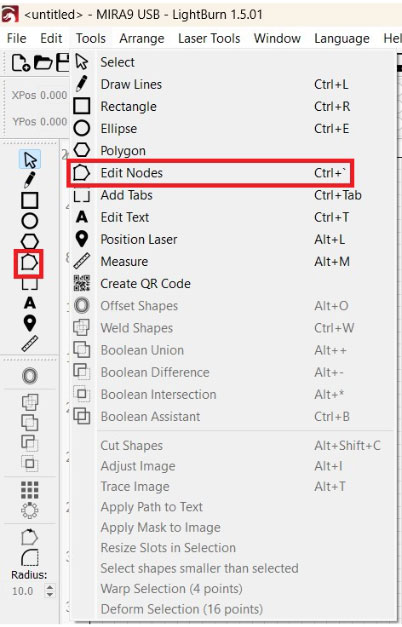 <untitled> - MIRA9 USB - LightBurn 1.5.01
File Edit Tools Arrange Laser Tools Window Language Hel
XPos 0.000
YPos 0.000
Select
Draw Lines Ctrl+L
Rectangle Ctrl+R
Ellipse Ctrl+E
Polygon
Edit Nodes Ctrl+`
Add Tabs Ctrl+Tab
Edit Text Ctrl+T
Position Laser Alt+L
Measure Alt+M
Create QR Code
Offset Shapes Alt+O
Weld Shapes Ctrl+W
Boolean Union Alt++
Boolean Difference Alt+-
Boolean Intersection Alt+*
Boolean Assistant Ctrl+B
Cut Shapes Alt+Shift+C
Adjust Image Alt+I
Trace Image Alt+T
Apply Path to Text
Apply Mask to Image
Resize Slots in Selection
Select shapes smaller than selected
Warp Selection (4 points)
Deform Selection (16 points)
Radius:
10.0